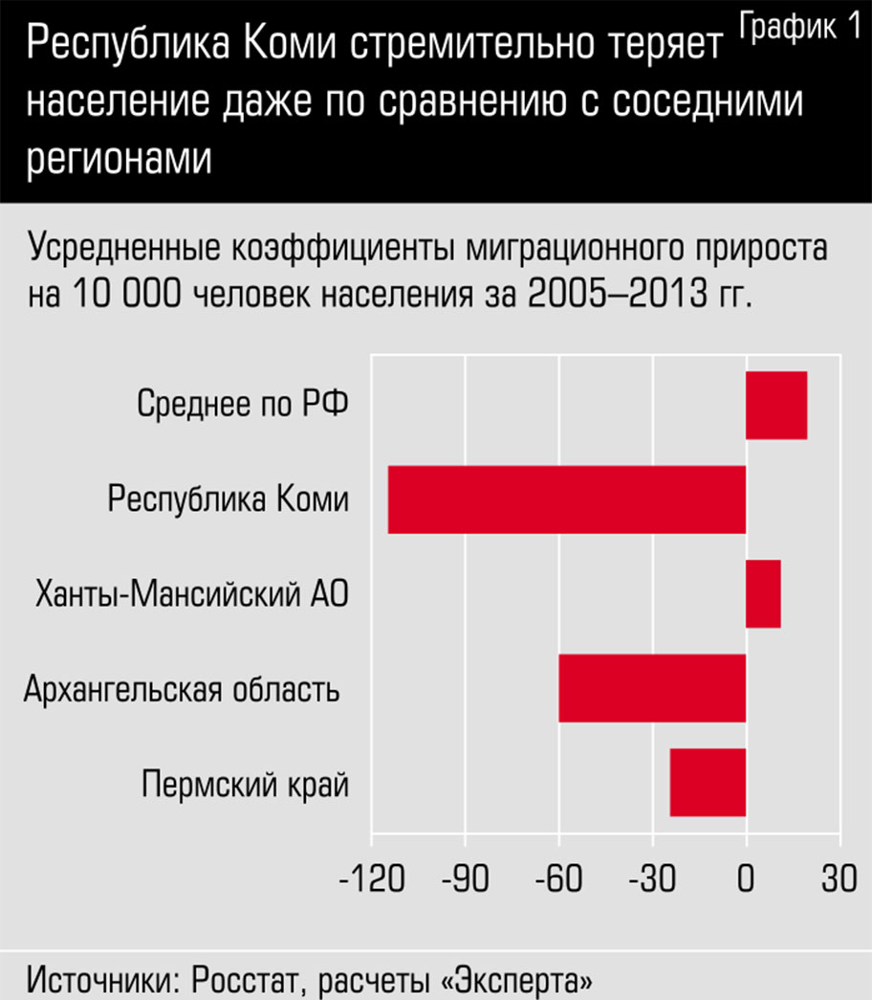 График 1
Республика Коми стремительно теряет
население даже по сравнению с соседними
регионами
Усредненные коэффициенты миграционного прироста
на 10 000 человек населения за 2005–2013 гг.
Среднее по РФ
Республика Коми
Ханты-Мансийский АО
Архангельская область
Пермский край
-120 -90 -60 -30 0 30
Источники: Росстат, расчеты «Эксперта»